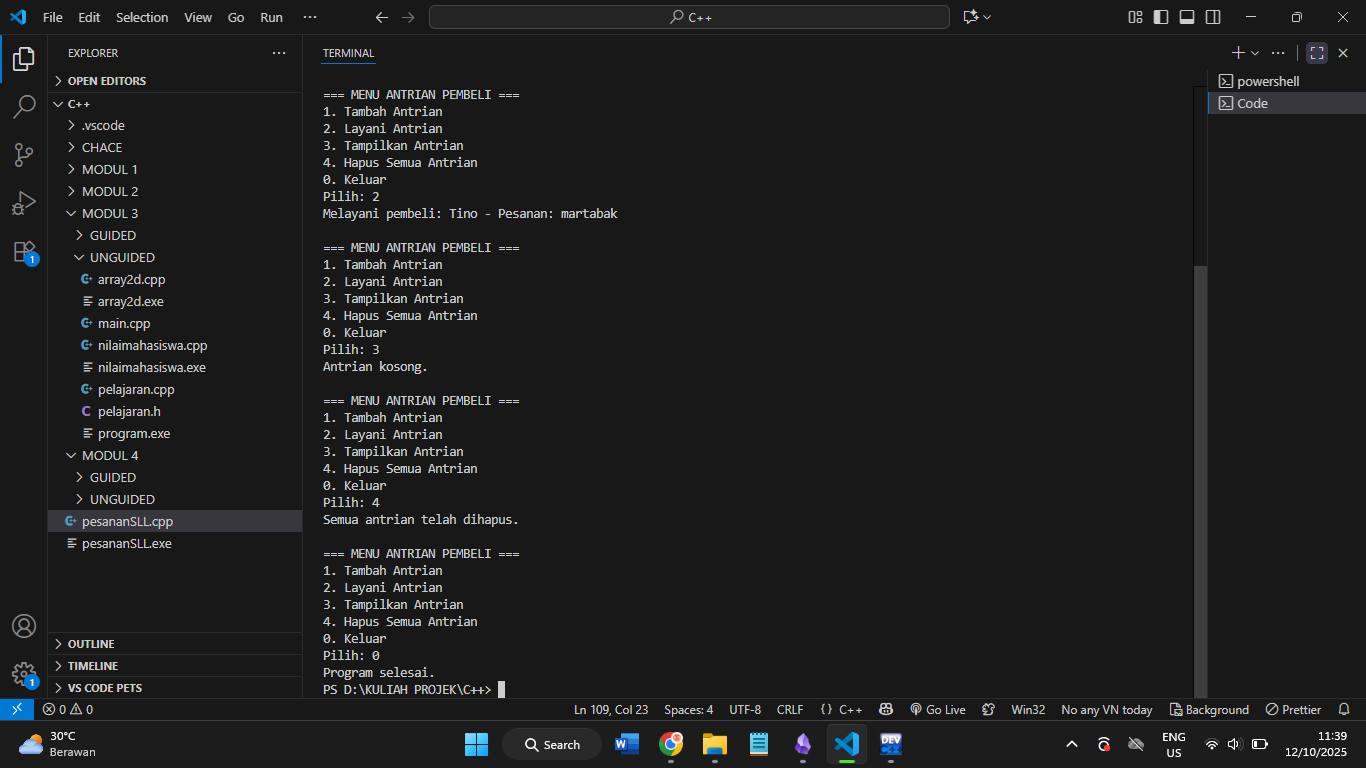 File Edit Selection View Go Run ··· C++
EXPLORER ···
OPEN EDITORS
C++
.vscode
CHACE
MODUL 1
MODUL 2
MODUL 3
GUIDED
UNGUIDED
array2d.cpp
array2d.exe
main.cpp
nilaimahasiswa.cpp
nilaimahasiswa.exe
pelajaran.cpp
C pelajaran.h
program.exe
MODUL 4
GUIDED
UNGUIDED
pesananSLL.cpp
pesananSLL.exe
OUTLINE
TIMELINE
VS CODE PETS
1
1
TERMINAL
=== MENU ANTRIAN PEMBELI ===
1. Tambah Antrian
2. Layani Antrian
3. Tampilkan Antrian
4. Hapus Semua Antrian
0. Keluar
Pilih: 2
Melayani pembeli: Tino - Pesanan: martabak
=== MENU ANTRIAN PEMBELI ===
1. Tambah Antrian
2. Layani Antrian
3. Tampilkan Antrian
4. Hapus Semua Antrian
0. Keluar
Pilih: 3
Antrian kosong.
=== MENU ANTRIAN PEMBELI ===
1. Tambah Antrian
2. Layani Antrian
3. Tampilkan Antrian
4. Hapus Semua Antrian
0. Keluar
Pilih: 4
Semua antrian telah dihapus.
=== MENU ANTRIAN PEMBELI ===
1. Tambah Antrian
2. Layani Antrian
3. Tampilkan Antrian
4. Hapus Semua Antrian
0. Keluar
Pilih: 0
Program selesai.
PS D:\KULIAH PROJEK\C++>
powershell
Code
0 0 Ln 109, Col 23 Spaces: 4 UTF-8 CRLF {} C++ Go Live Win32 No any VN today Background Prettier
30°C
Berawan
Search
W
DEV
ENG
US
11:39
12/10/2025